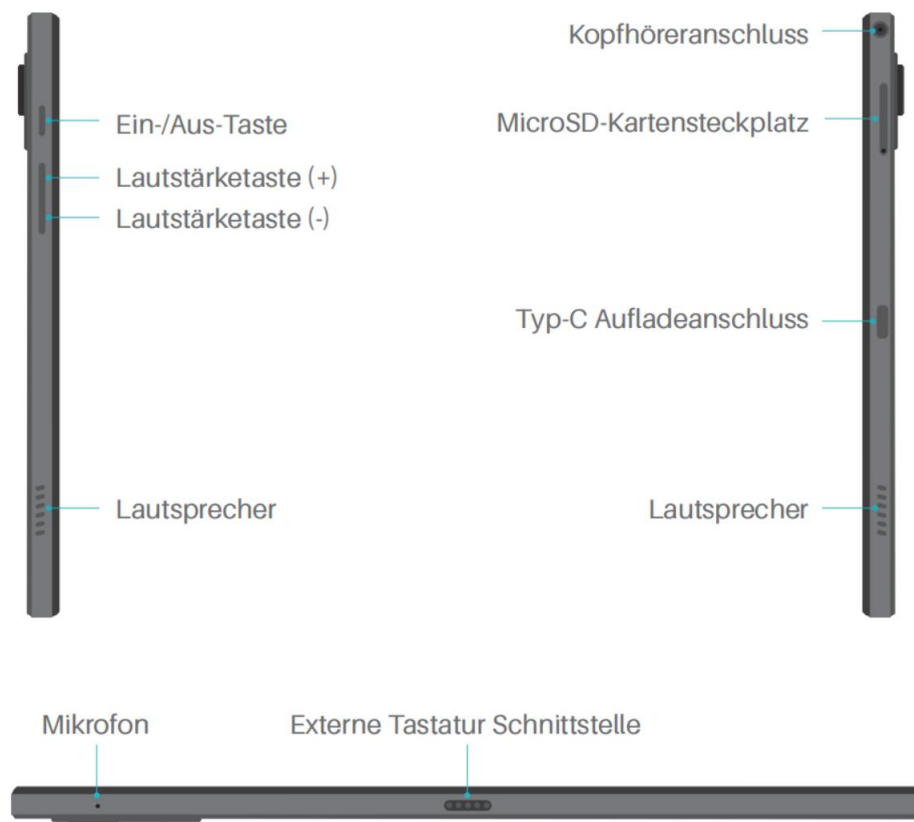 Kopfhöreranschluss
Ein-/Aus-Taste
MicroSD-Kartensteckplatz
Lautstärketaste (+)
Lautstärketaste (-)
Typ-C Aufladeanschluss
Lautsprecher
Lautsprecher
Mikrofon
Externe Tastatur Schnittstelle